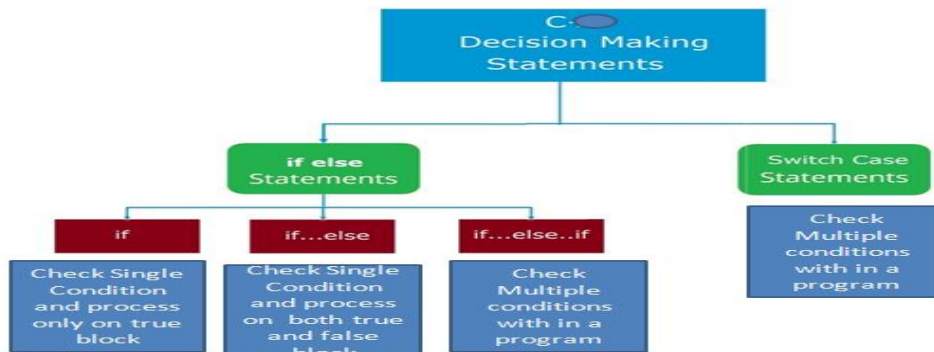 C
Decision Making
Statements
if else
Statements
Switch Case
Statements
if
if...else
if...else..if
Check Single
Condition
and process
only on true
block
Check Single
Condition
and process
on both true
and false
block
Check
Multiple
conditions
with in a
program
Check
Multiple
conditions
with in a
program